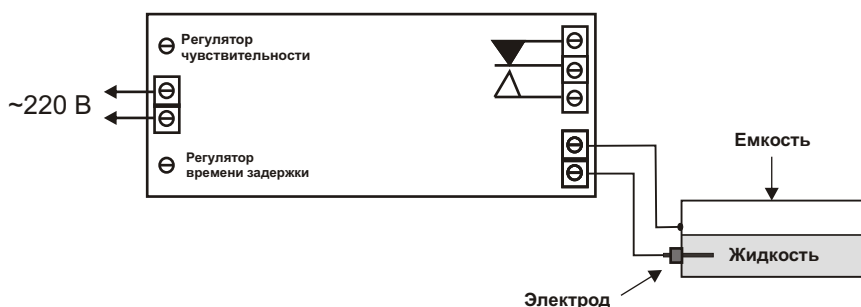 Регулятор
чувствительности
~220 В
Регулятор
времени задержки
Емкость
Жидкость
Электрод